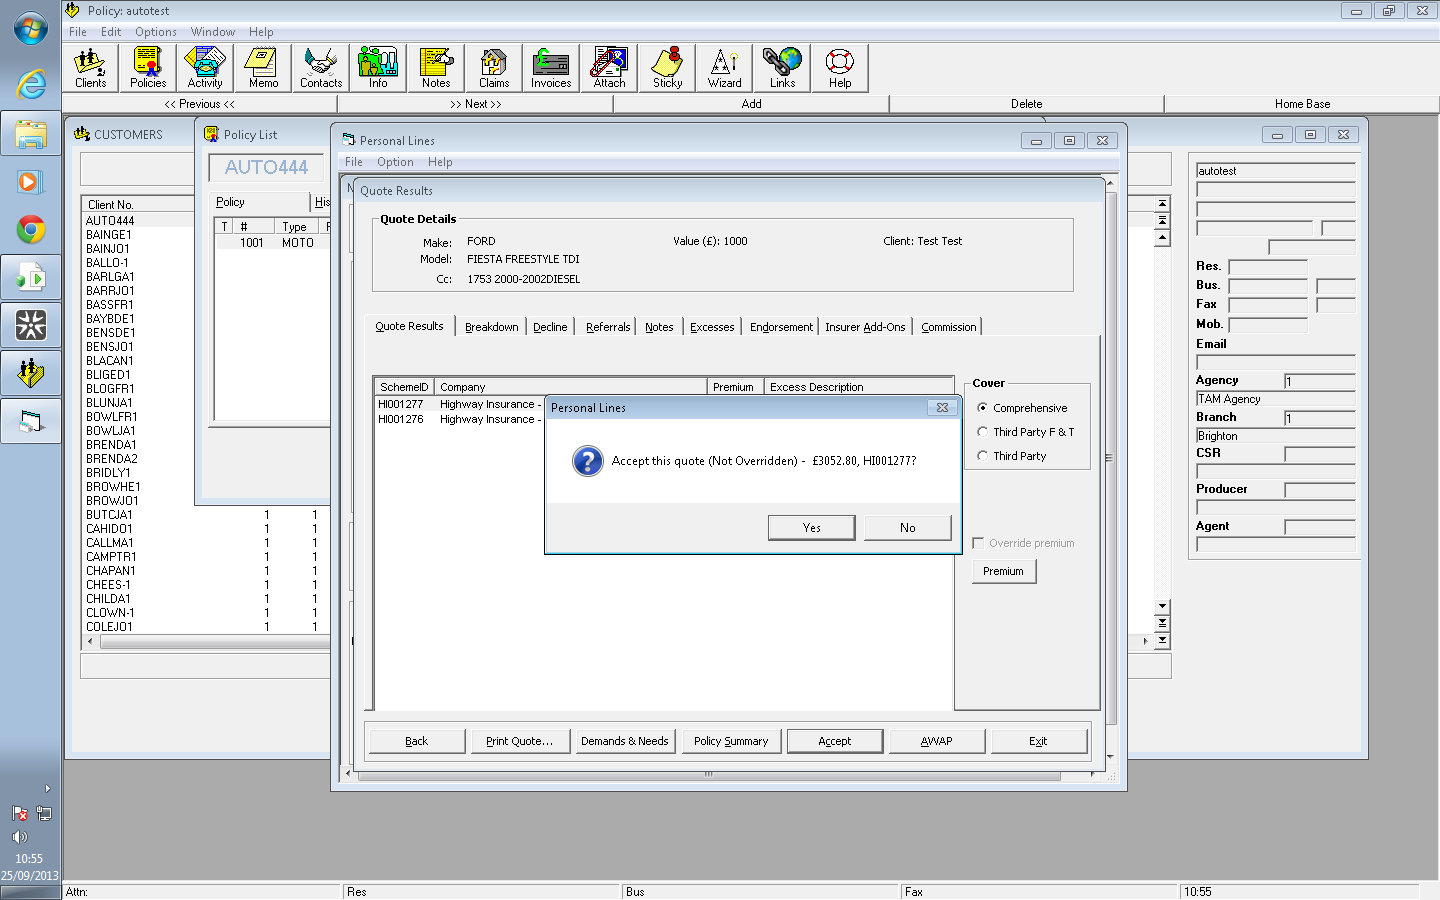 Policy: autotest
File Edit Options Window Help
Clients Policies Activity Memo Contacts Info Notes Claims Invoices Attach Sticky Wizard Links Help
<< Previous << >> Next >> Add Delete Home Base
CUSTOMERS
Client No.
AUTO444
BAINGE1
BAINJO1
BALLO-1
BARLGA1
BARRJO1
BASSFR1
BAYBDE1
BENSDE1
BENSJO1
BLACAN1
BLIGED1
BLOGFR1
BLUNJA1
BOWLFR1
BOWLJA1
BRENDA1
BRENDA2
BRIDLY1
BROWHE1
BROWJO1
BUTCJA1 1 1
CAHIDO1 1 1
CALLMA1 1 1
CAMPTR1 1 1
CHAPAN1 1 1
CHEES-1 1 1
CHILDA1 1 1
CLOWN-1 1 1
COLEJO1 1 1
Policy List
AUTO444
Policy His
T # Type
1001 MOTO
Personal Lines
File Option Help
Quote Results
Quote Details
Make: FORD Value (£): 1000 Client: Test Test
Model: FIESTA FREESTYLE TDI
Cc: 1753 2000-2002DIESEL
Quote Results Breakdown Decline Referrals Notes Excesses Endorsement Insurer Add-Ons Commission
SchemeID Company Premium Excess Description
HI001277 Highway Insurance -
HI001276 Highway Insurance -
Personal Lines
Accept this quote (Not Overridden) - £3052.80, HI001277?
Yes No
Cover
Comprehensive
Third Party F & T
Third Party
Override premium
Premium
Back Print Quote... Demands & Needs Policy Summary Accept AWAP Exit
autotest
Res.
Bus.
Fax
Mob.
Email
Agency 1
TAM Agency
Branch 1
Brighton
CSR
Producer
Agent
10:55
25/09/2013
Attn: Res Bus Fax 10:55